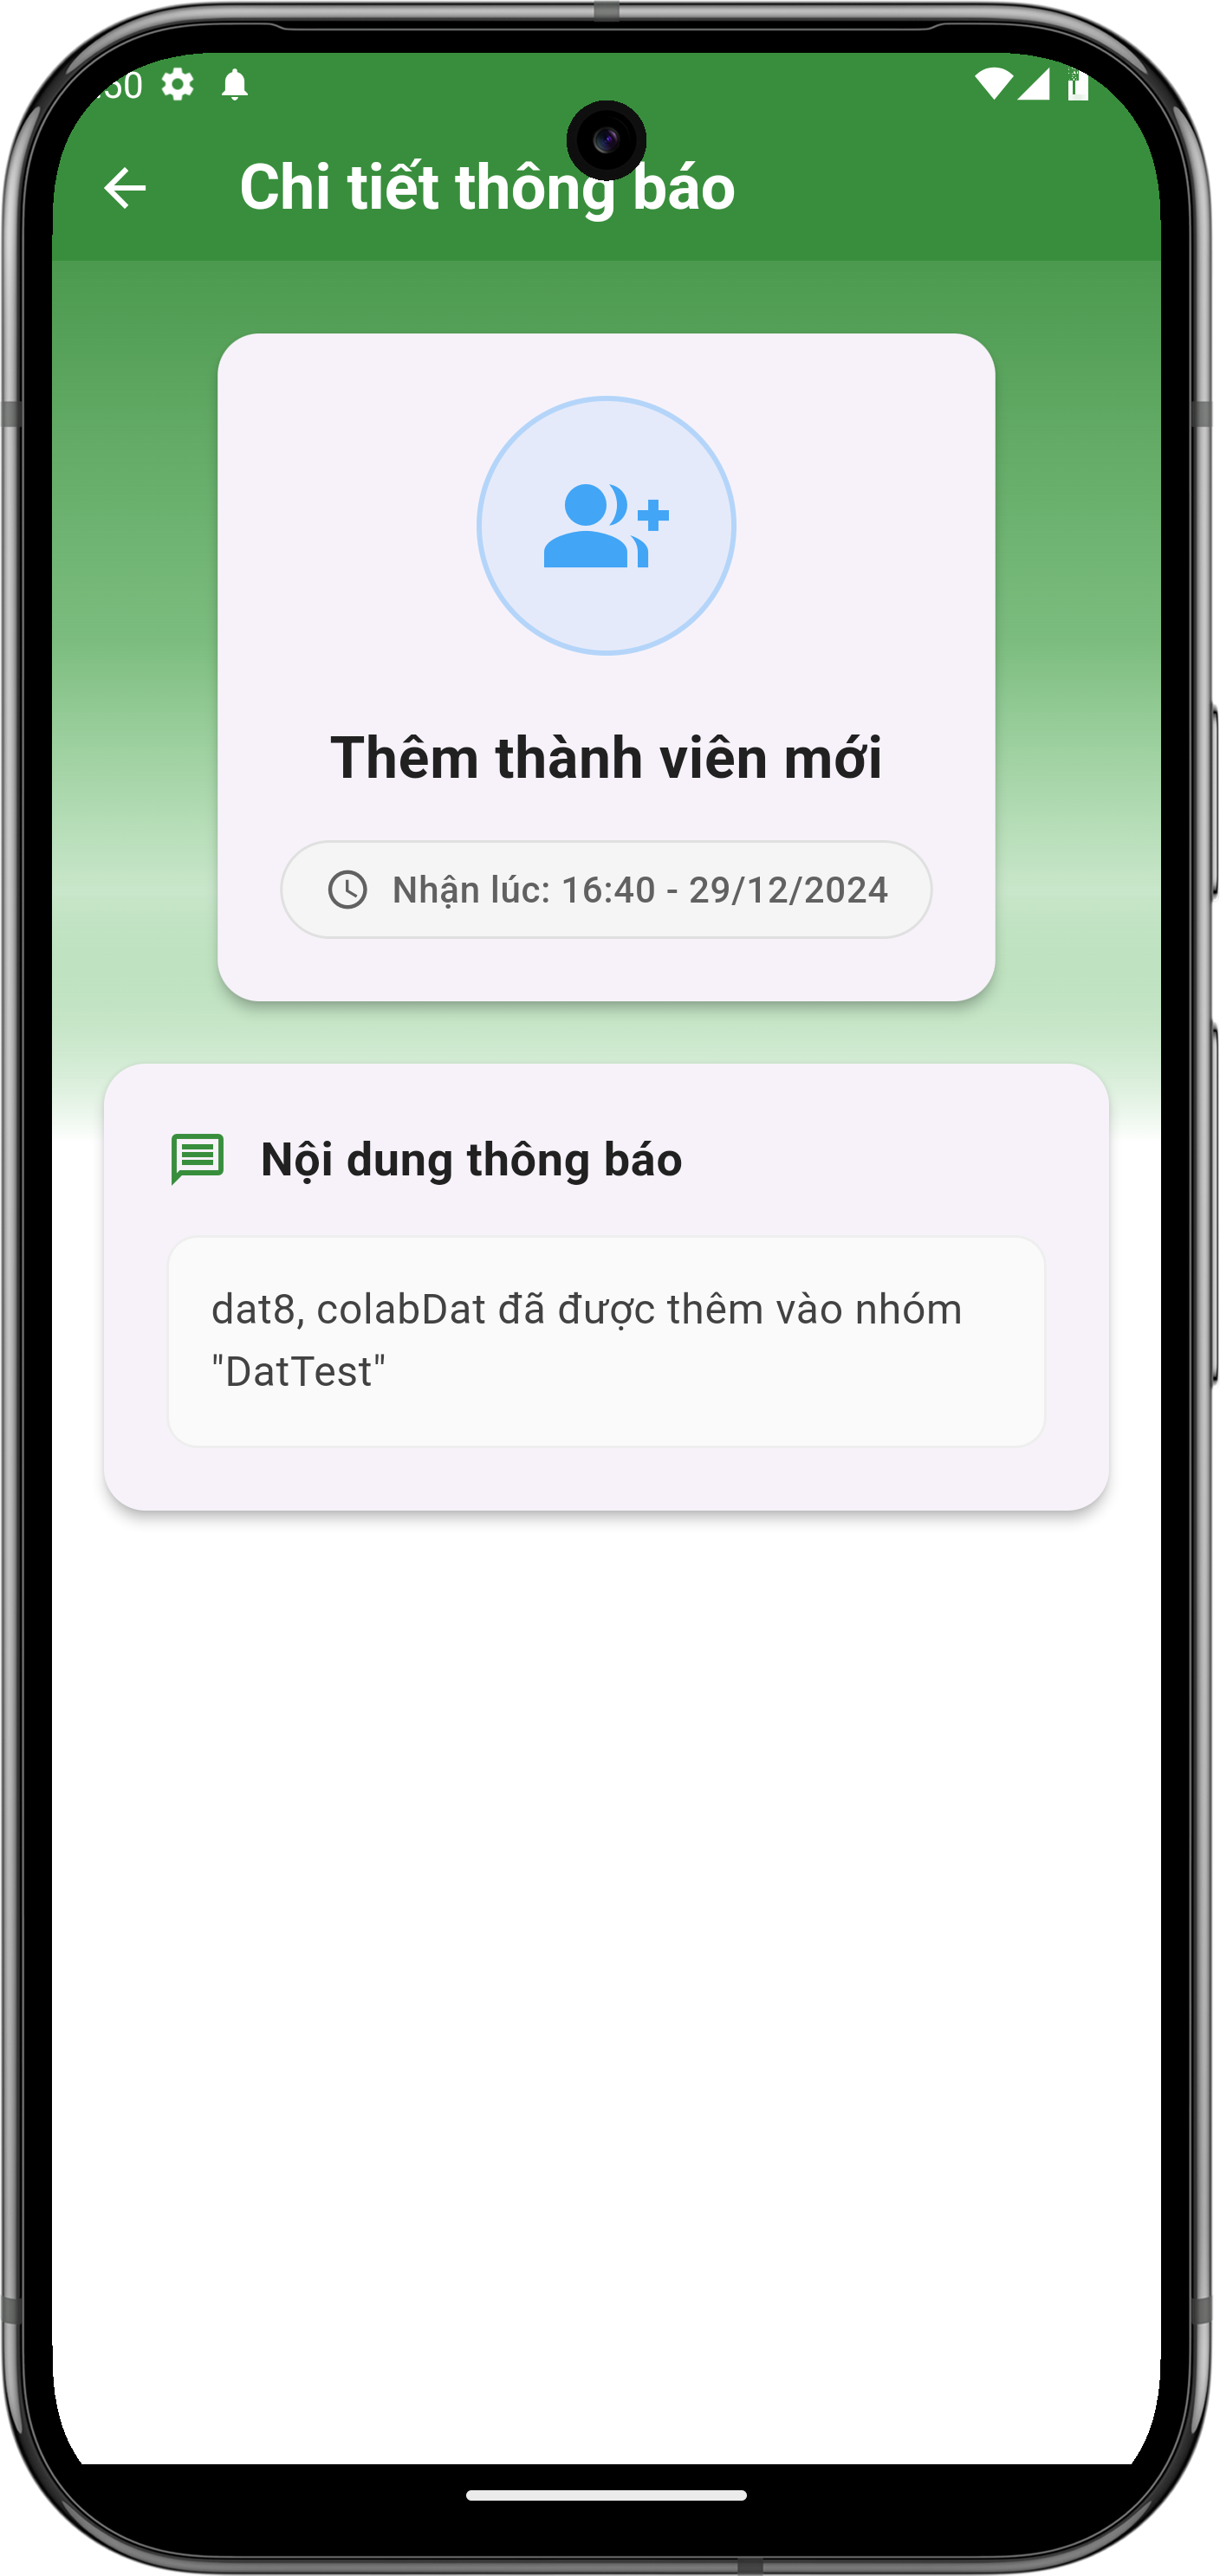 Chi tiết thông báo
Thêm thành viên mới
Nhận lúc: 16:40 - 29/12/2024
Nội dung thông báo
dat8, colabDat đã được thêm vào nhóm
"DatTest"